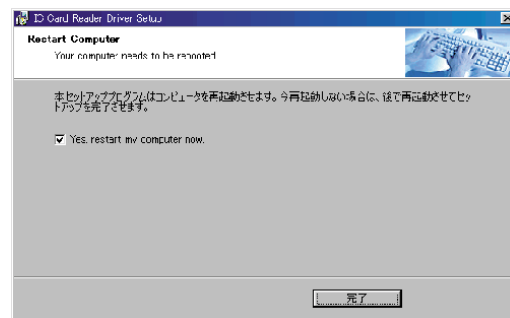 ID Card Reader Driver Setup
Restart Computer
Your computer needs to be rebooted
本セットアッププログラムはコンピュータを再起動させます。今再起動しない場合は、後で再起動させてセッ
トアップを完了させます。
Yes, restart my computer now.
完了